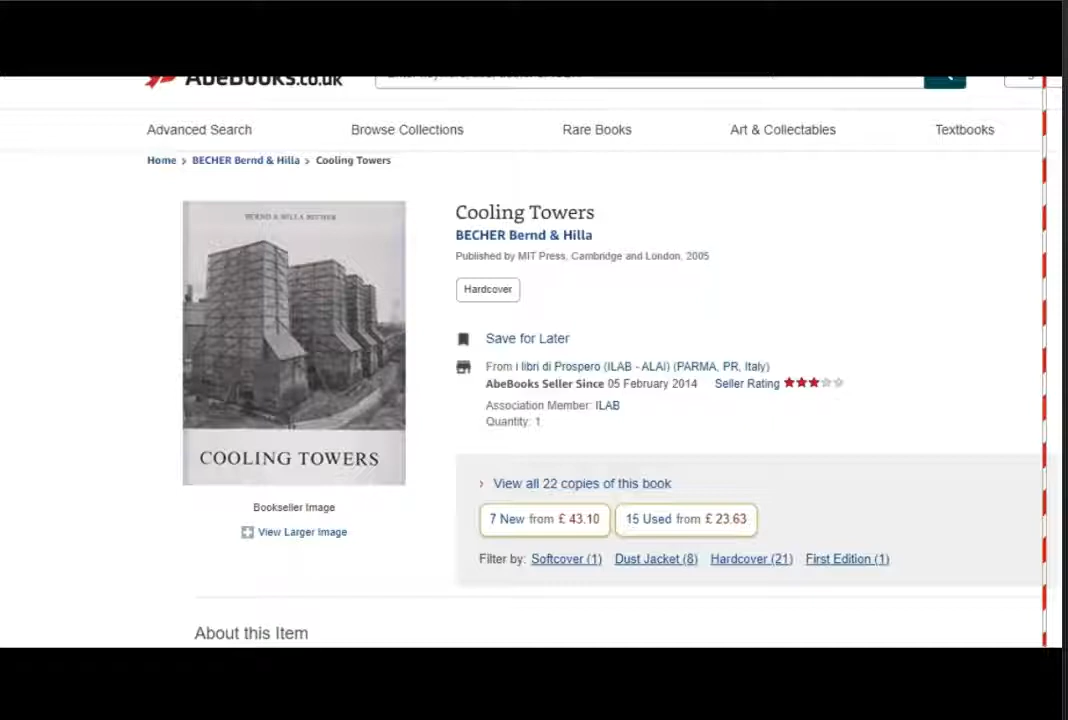 AbeBooks.co.uk
Advanced Search Browse Collections Rare Books Art & Collectables Textbooks
Home > BECHER Bernd & Hilla > Cooling Towers
BERND & HILLA BECHER
COOLING TOWERS
Bookseller Image
View Larger Image
Cooling Towers
BECHER Bernd & Hilla
Published by MIT Press, Cambridge and London, 2005
Hardcover
Save for Later
From i libri di Prospero (ILAB - ALAI) (PARMA, PR, Italy)
AbeBooks Seller Since 05 February 2014 Seller Rating
Association Member: ILAB
Quantity: 1
› View all 22 copies of this book
7 New from £ 43.10 15 Used from £ 23.63
Filter by: Softcover (1) Dust Jacket (8) Hardcover (21) First Edition (1)
About this Item